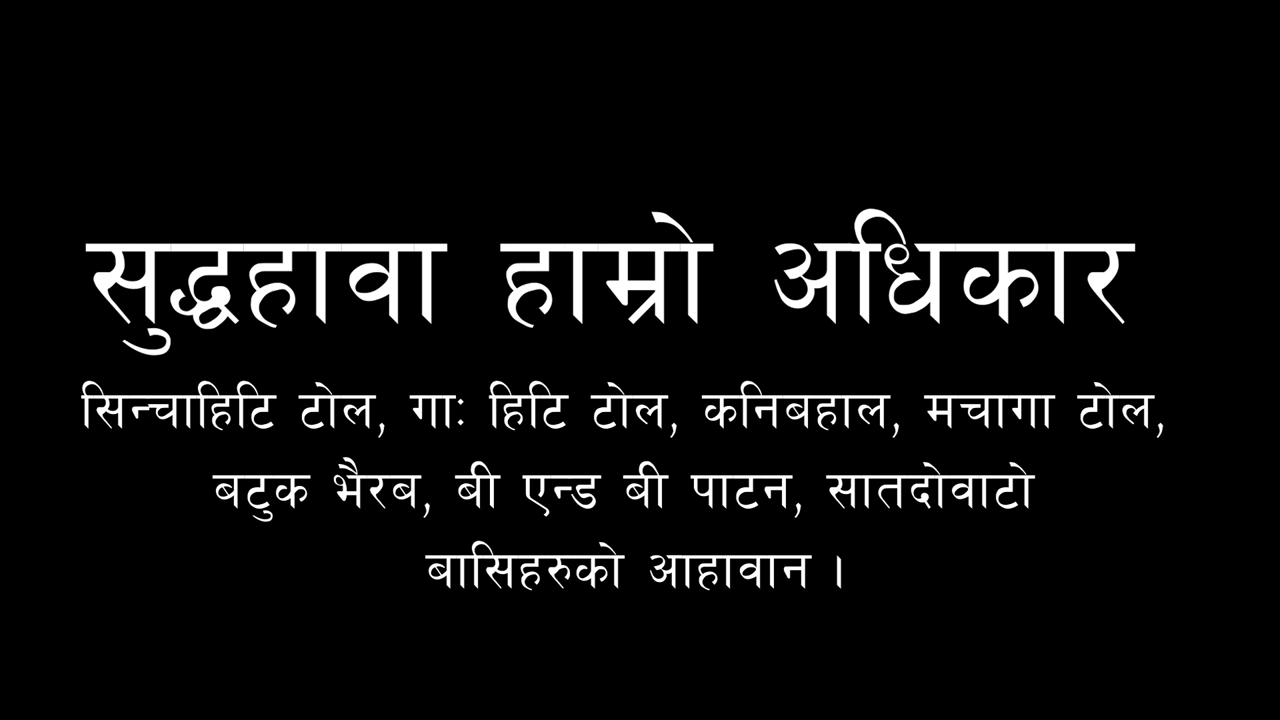 सुद्धहावा हाम्रो अधिकार
सिन्चाहिटि टोल, गाः हिटि टोल, कनिबहाल, मचागा टोल,
बटुक भैरब, बी एन्ड बी पाटन, सातदोवाटो
बासिहरुको आहावान ।